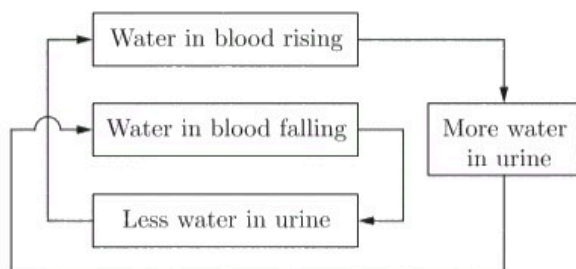 Water in blood rising
Water in blood falling
More water
in urine
Less water in urine